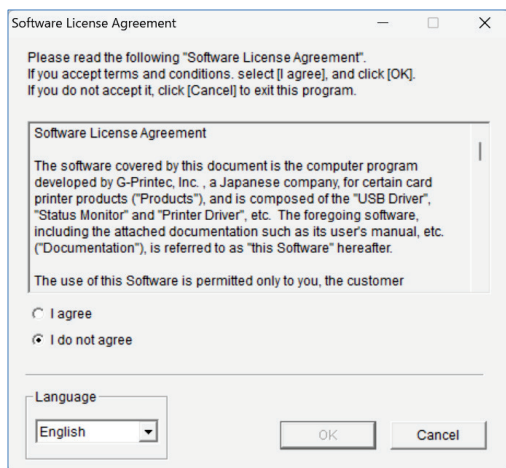 Software License Agreement
Please read the following "Software License Agreement".
If you accept terms and conditions. select [I agree], and click [OK].
If you do not accept it, click [Cancel] to exit this program.
Software License Agreement
The software covered by this document is the computer program
developed by G-Printec, Inc. , a Japanese company, for certain card
printer products ("Products"), and is composed of the "USB Driver",
"Status Monitor" and "Printer Driver", etc. The foregoing software,
including the attached documentation such as its user's manual, etc.
("Documentation"), is referred to as "this Software" hereafter.
The use of this Software is permitted only to you, the customer
I agree
I do not agree
Language
English
OK
Cancel